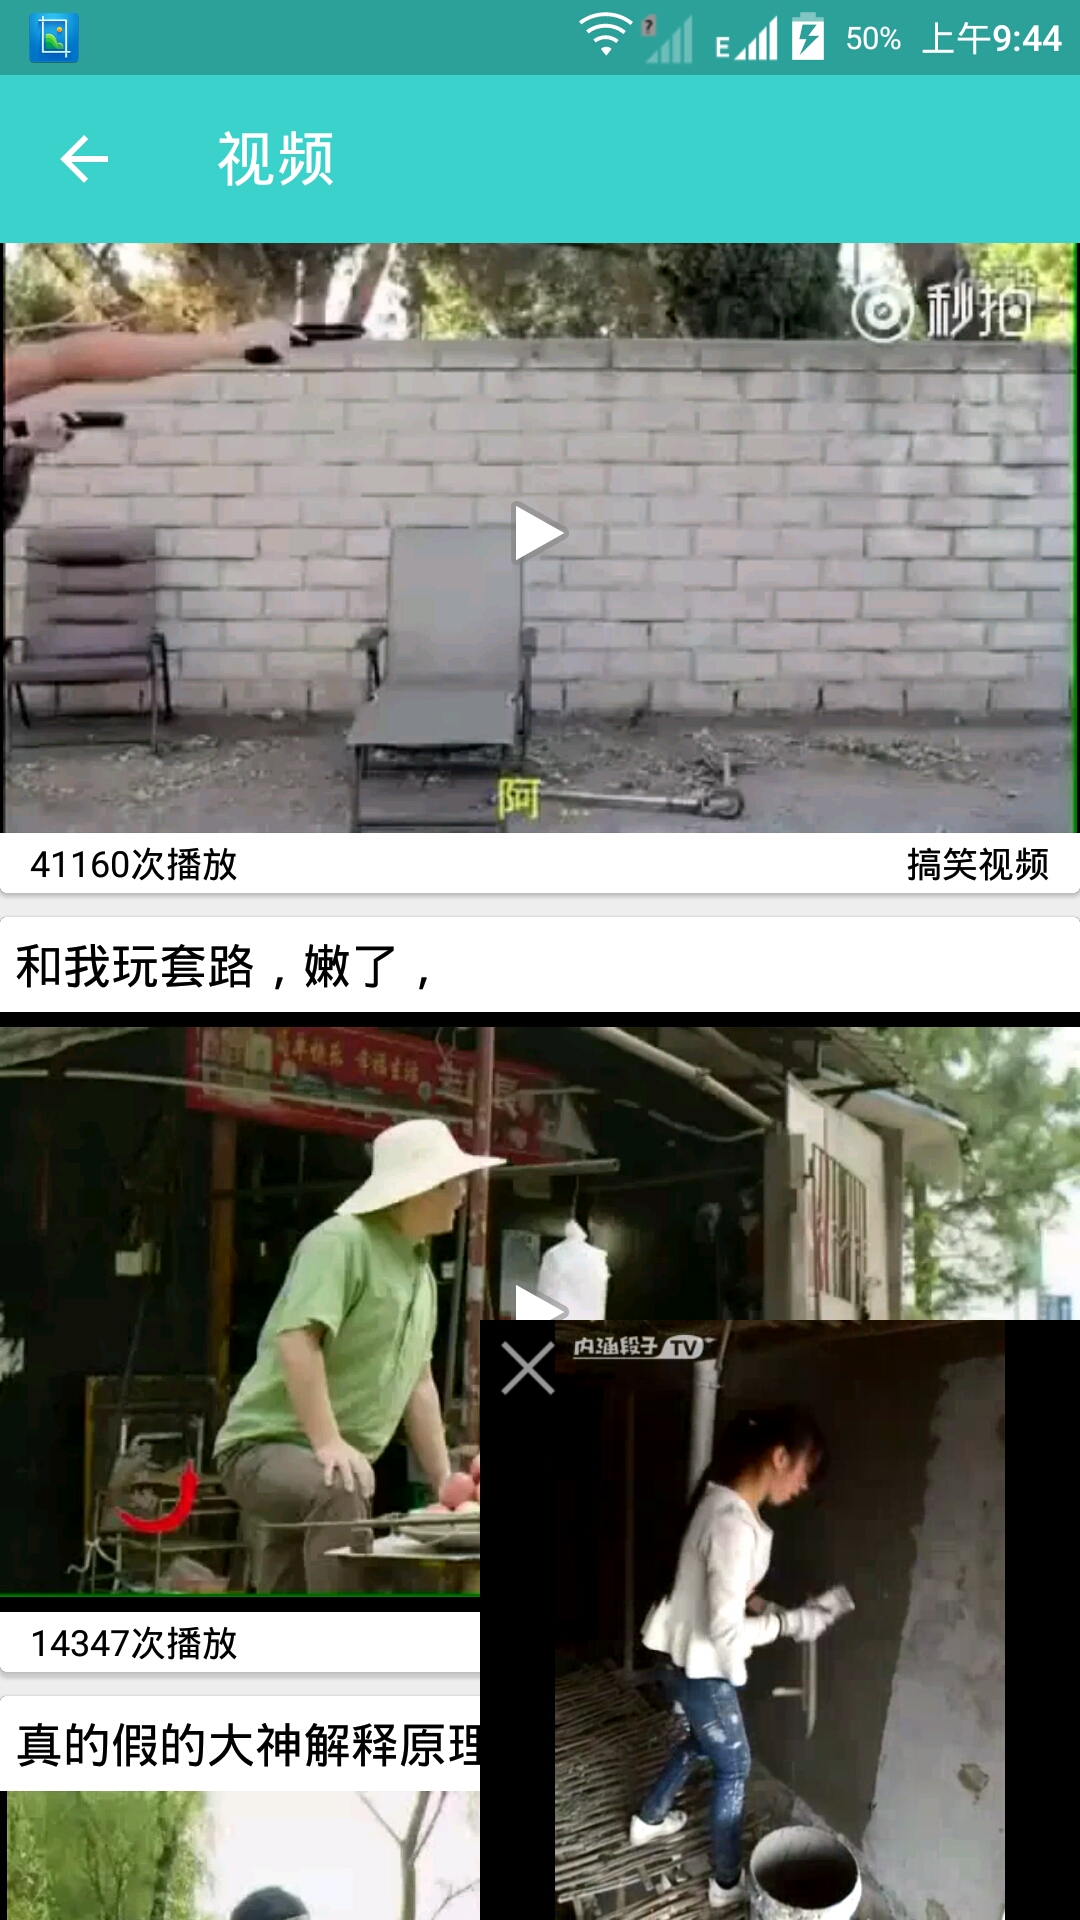 E 50% 上午9:44
视频
秒拍
阿 ...
41160次播放 搞笑视频
和我玩套路，嫩了，
14347次播放
真的假的大神解释原理
内涵段子TV